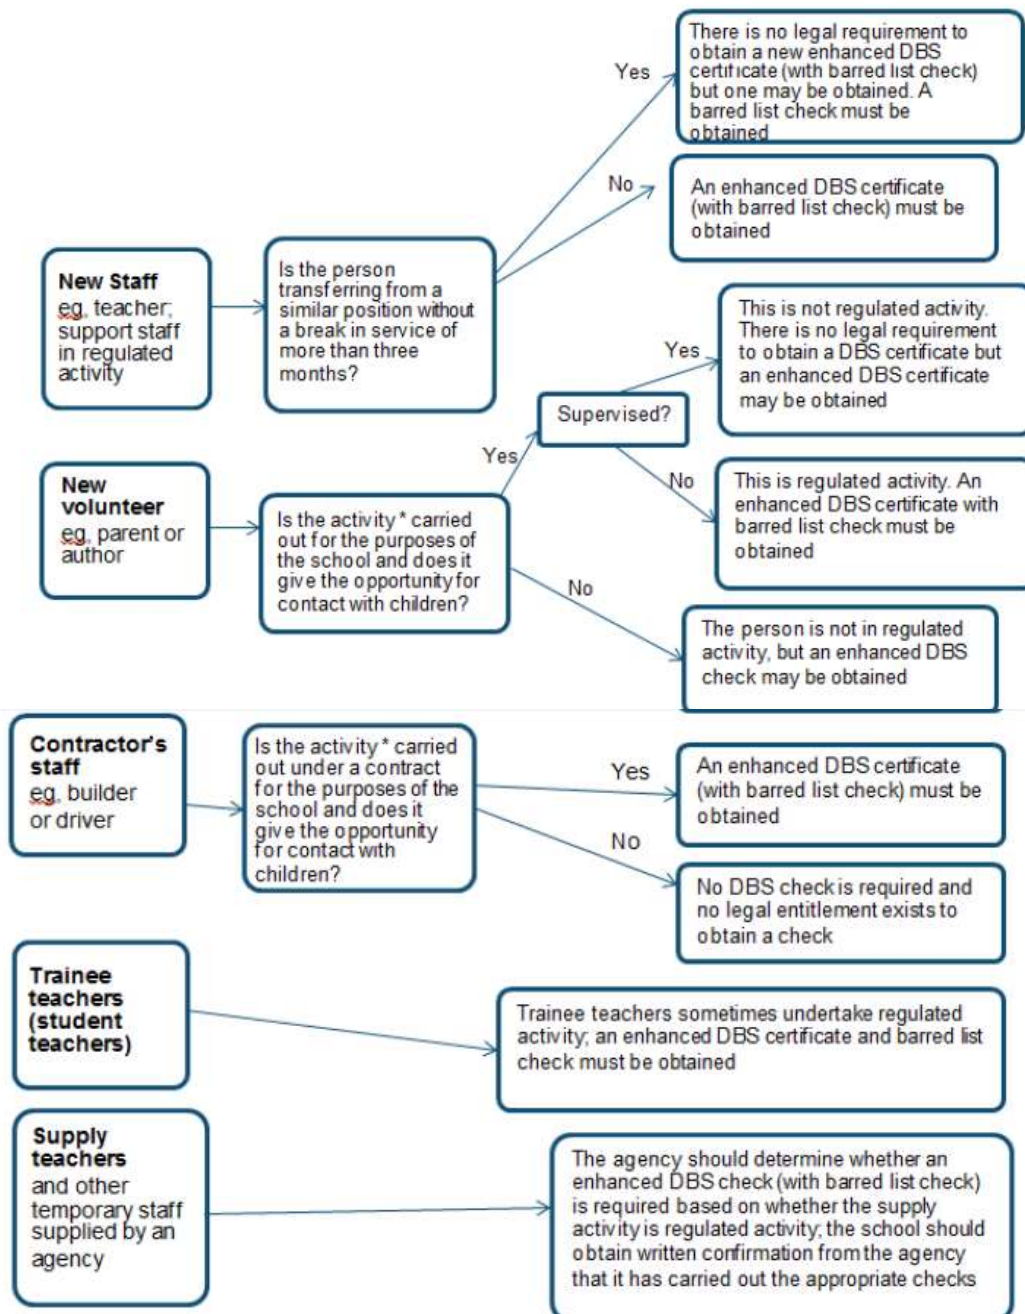 There is no legal requirement to
obtain a new enhanced DBS
certificate (with barred list check)
but one may be obtained. A
barred list check must be
obtained
Yes
No
An enhanced DBS certificate
(with barred list check) must be
obtained
New Staff
eg, teacher;
support staff
in regulated
activity
Is the person
transferring from a
similar position without
a break in service of
more than three
months?
This is not regulated activity.
There is no legal requirement
to obtain a DBS certificate but
an enhanced DBS certificate
may be obtained
Yes
Supervised?
Yes
No
This is regulated activity. An
enhanced DBS certificate with
barred list check must be
obtained
New
volunteer
eg, parent or
author
Is the activity * carried
out for the purposes of
the school and does it
give the opportunity for
contact with children?
No
The person is not in regulated
activity, but an enhanced DBS
check may be obtained
Contractor's
staff
eg, builder
or driver
Is the activity * carried
out under a contract
for the purposes of the
school and does it
give the opportunity
for contact with
children?
Yes
An enhanced DBS certificate
(with barred list check) must be
obtained
No
No DBS check is required and
no legal entitlement exists to
obtain a check
Trainee
teachers
(student
teachers)
Trainee teachers sometimes undertake regulated
activity; an enhanced DBS certificate and barred list
check must be obtained
Supply
teachers
and other
temporary staff
supplied by an
agency
The agency should determine whether an
enhanced DBS check (with barred list check)
is required based on whether the supply
activity is regulated activity; the school should
obtain written confirmation from the agency
that it has carried out the appropriate checks